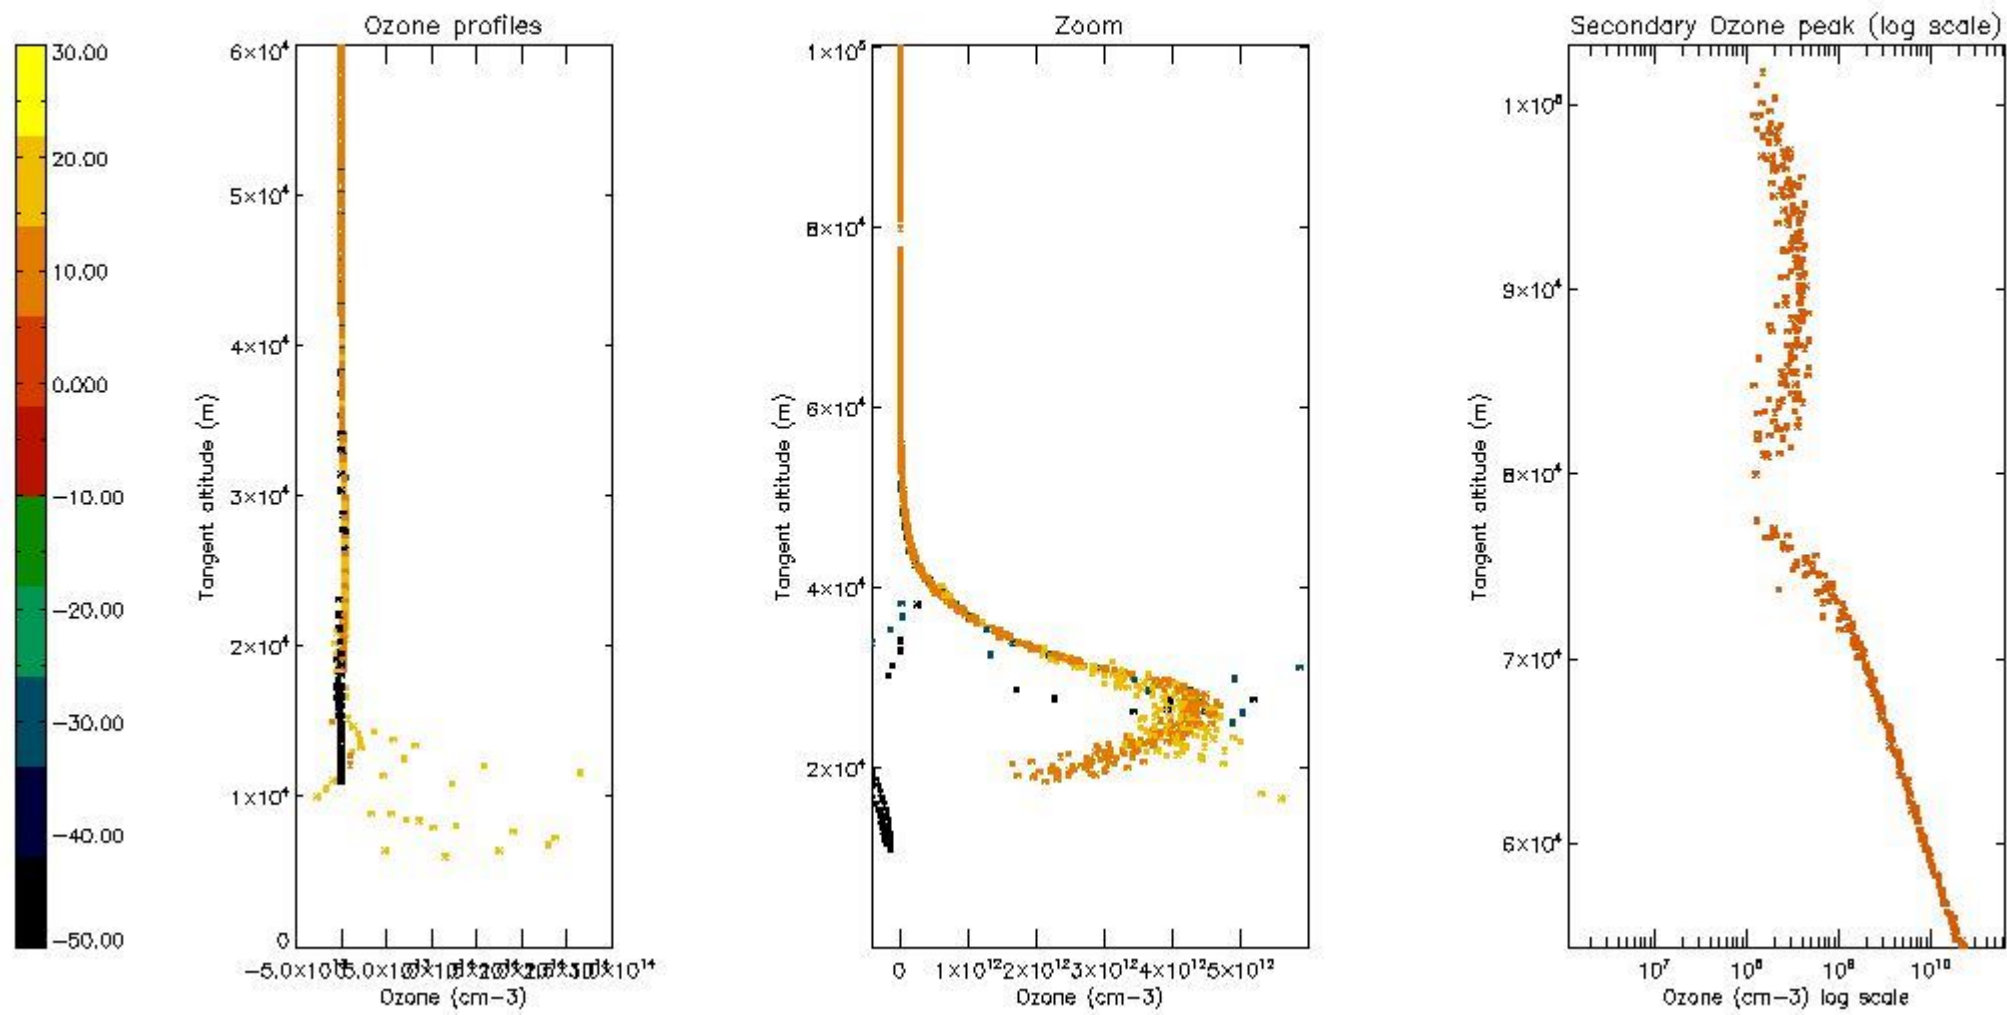 Ozone profiles
Zoom
Secondary Ozone peak (log scale)
30.00
20.00
10.00
0.000
−10.00
−20.00
−30.00
−40.00
−50.00
6×10⁴
5×10⁴
4×10⁴
3×10⁴
2×10⁴
1×10⁴
0
Tangent altitude (m)
Ozone (cm−3)
1×10⁵
8×10⁴
6×10⁴
4×10⁴
2×10⁴
Tangent altitude (m)
0 1×10¹² 2×10¹² 3×10¹² 4×10¹² 5×10¹²
Ozone (cm−3)
1×10⁵
9×10⁴
8×10⁴
7×10⁴
6×10⁴
Tangent altitude (m)
10⁷ 10⁸ 10⁹ 10¹⁰
Ozone (cm−3) log scale